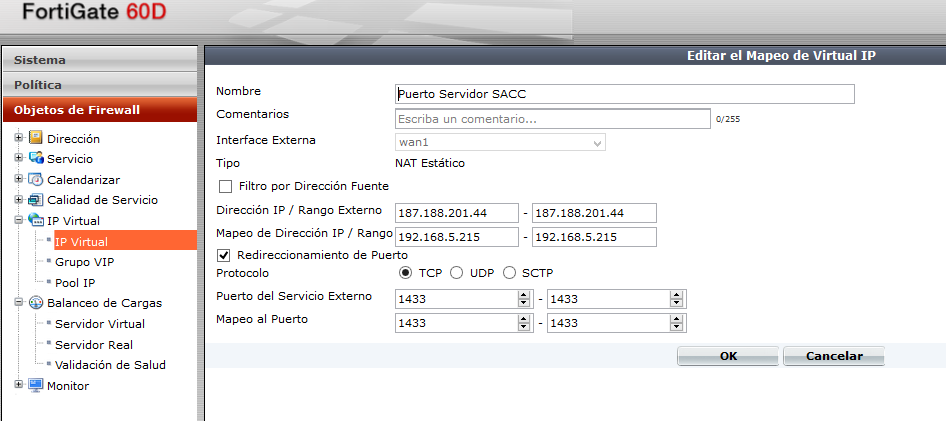 FortiGate 60D
Sistema
Política
Objetos de Firewall
Dirección
Servicio
Calendarizar
Calidad de Servicio
IP Virtual
IP Virtual
Grupo VIP
Pool IP
Balanceo de Cargas
Servidor Virtual
Servidor Real
Validación de Salud
Monitor
Editar el Mapeo de Virtual IP
Nombre Puerto Servidor SACC
Comentarios Escriba un comentario... 0/255
Interface Externa wan1
Tipo NAT Estático
Filtro por Dirección Fuente
Dirección IP / Rango Externo 187.188.201.44 - 187.188.201.44
Mapeo de Dirección IP / Rango 192.168.5.215 - 192.168.5.215
Redireccionamiento de Puerto
Protocolo TCP UDP SCTP
Puerto del Servicio Externo 1433 - 1433
Mapeo al Puerto 1433 - 1433
OK Cancelar